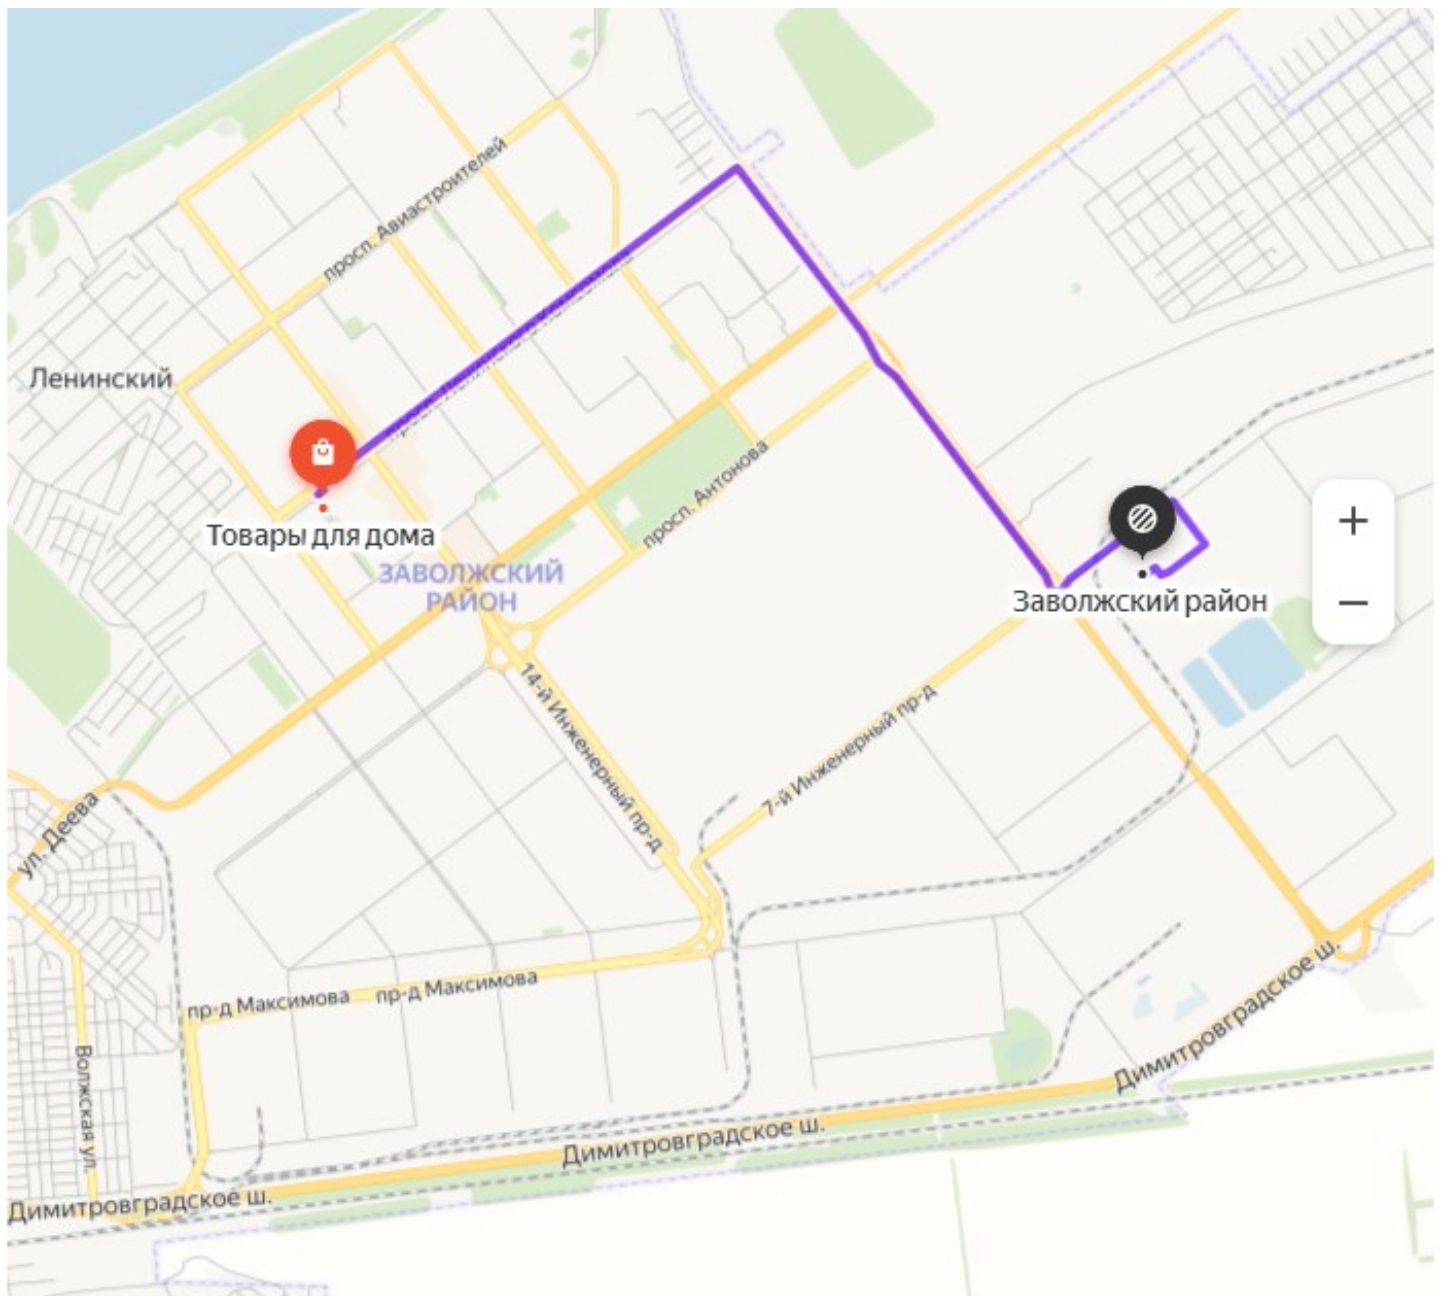 просп. Авиастроителей
Ленинский
Товары для дома
просп. Антонова
ЗАВОЛЖСКИЙ
РАЙОН
Заволжский район
14-й Инженерный пр-д
7-й Инженерный пр-д
ул. Деева
пр-д Максимова
пр-д Максимова
Волжская ул.
Димитровградское ш.
Димитровградское ш.
Димитровградское ш.
+
−